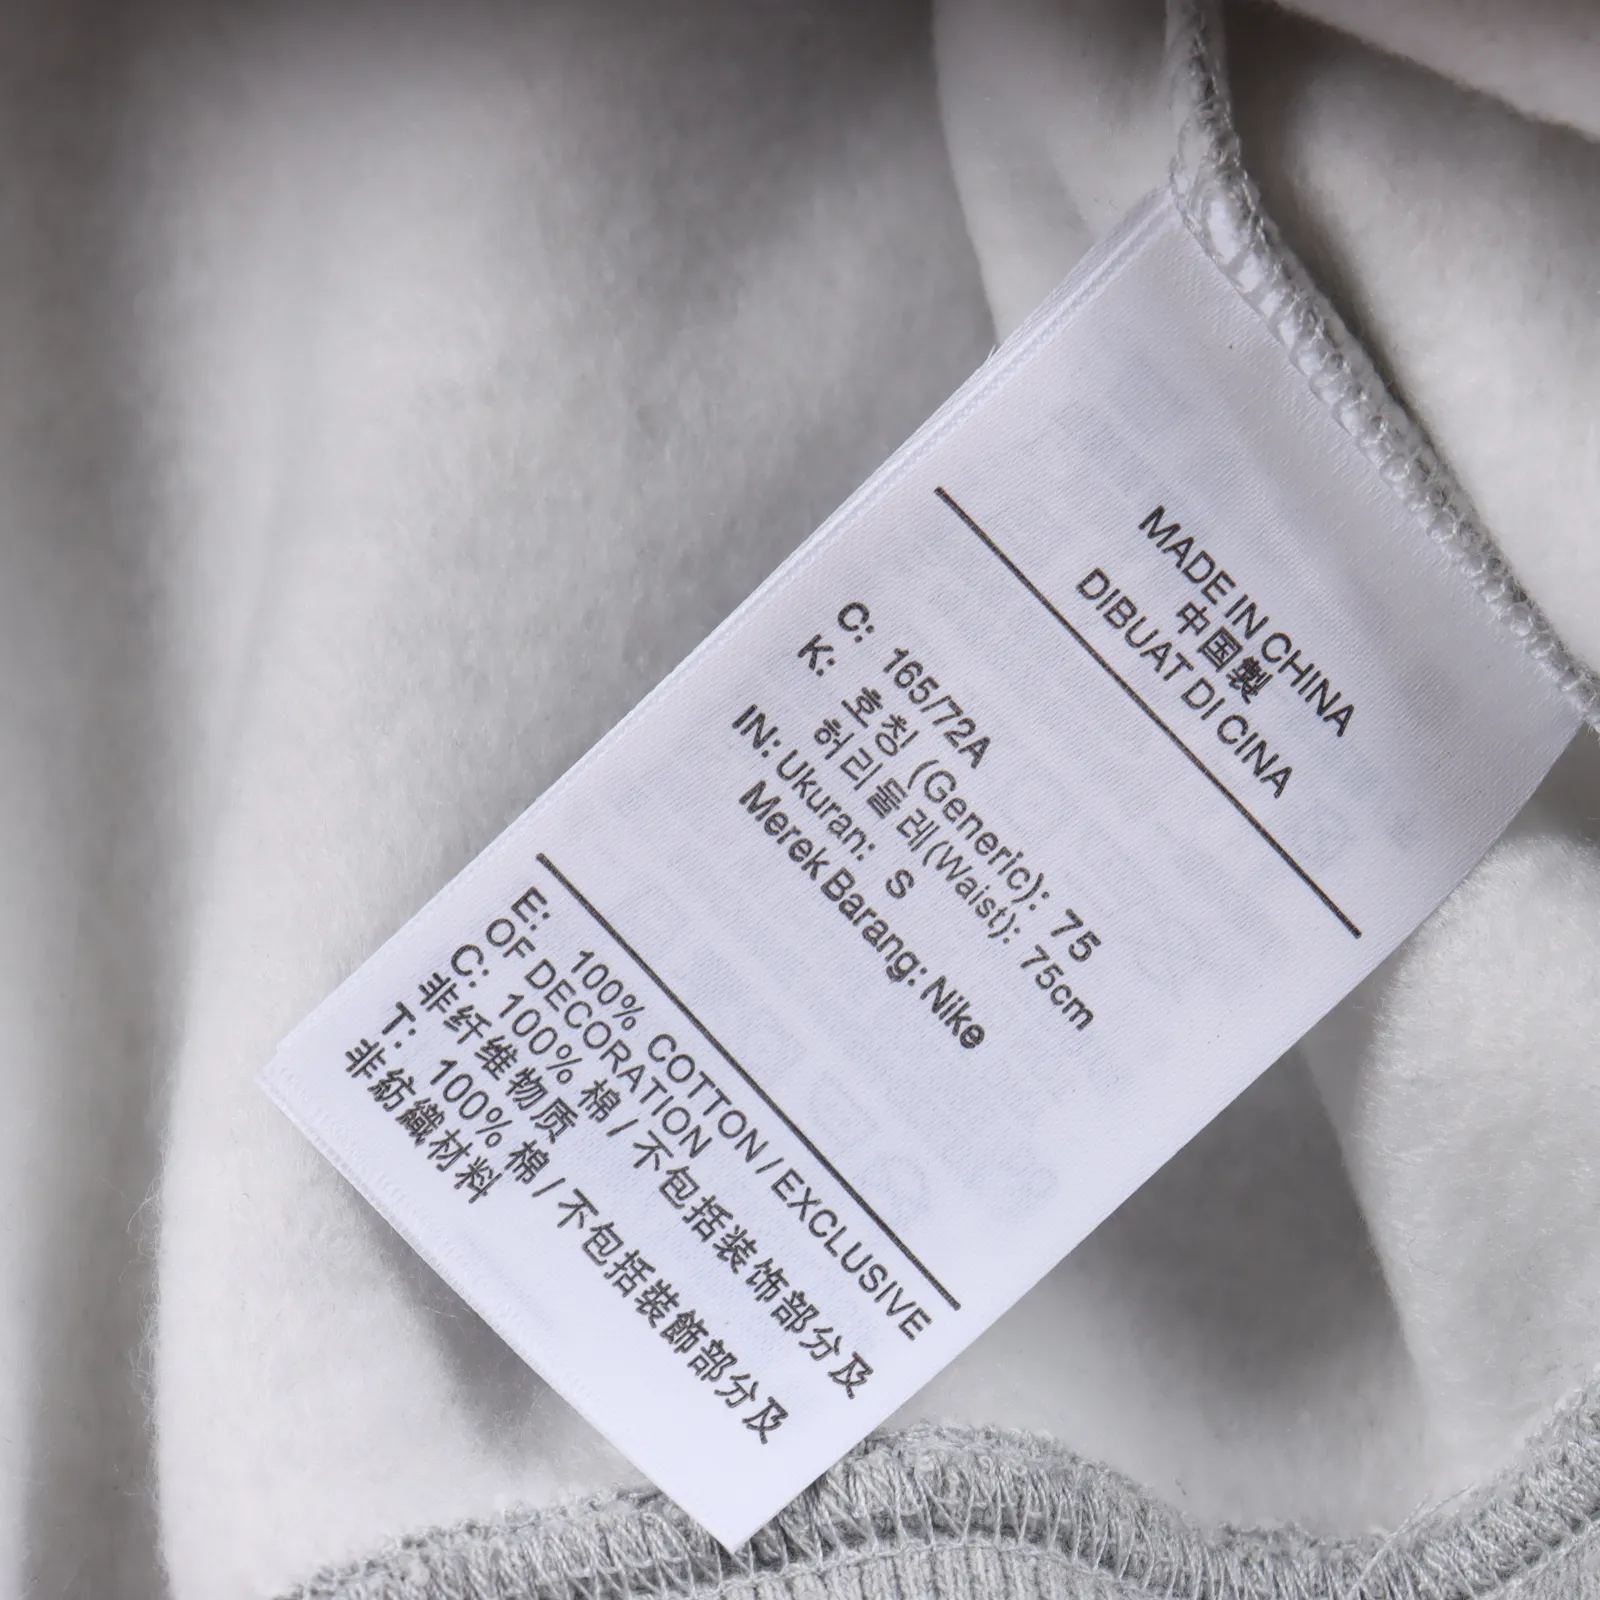 MADE IN CHINA
中国製
DIBUAT DI CINA
C: 165/72A
K: 호칭 (Generic): 75
허리둘레(Waist): 75cm
IN: Ukuran: S
Merek Barang: Nike
E: 100% COTTON / EXCLUSIVE
OF DECORATION
C: 100% 棉 / 不包括装饰部分及
非纤维物质
T: 100% 棉 / 不包括裝飾部分及
非紡織材料